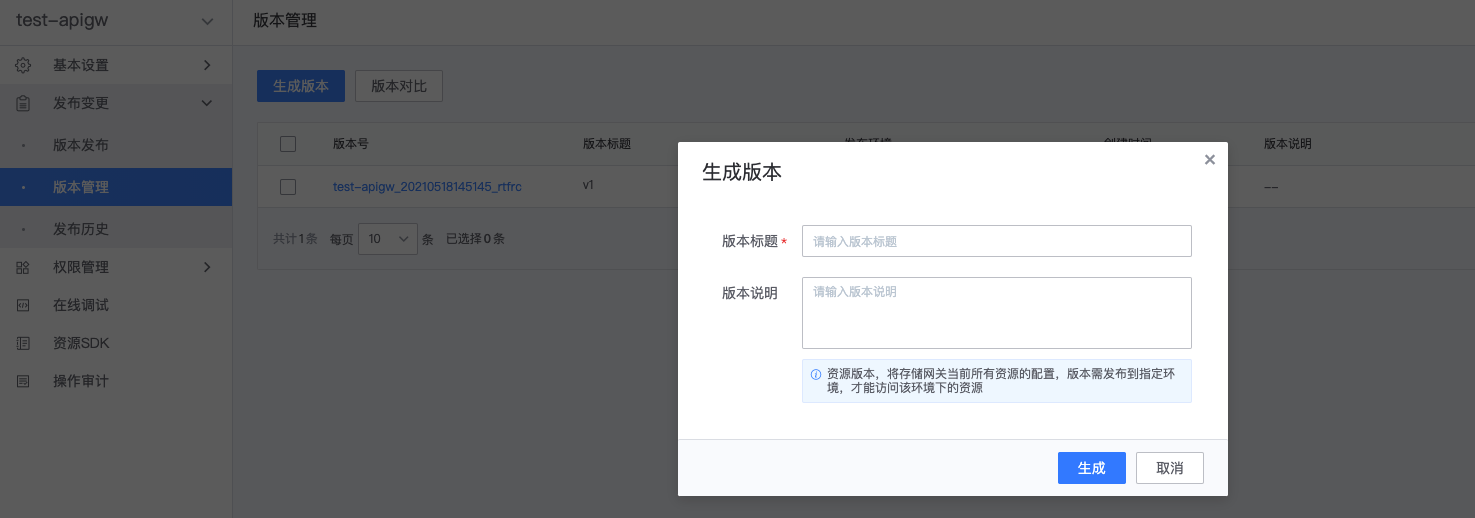 test-apigw
版本管理
基本设置
发布变更
版本发布
版本管理
发布历史
权限管理
在线调试
资源SDK
操作审计
生成版本
版本对比
版本号
版本标题
版本说明
test-apigw_20210518145145_rtfrc
v1
--
共计1条 每页 10 条 已选择0条
生成版本
版本标题 *
请输入版本标题
版本说明
请输入版本说明
资源版本，将存储网关当前所有资源的配置，版本需发布到指定环
境，才能访问该环境下的资源
生成
取消